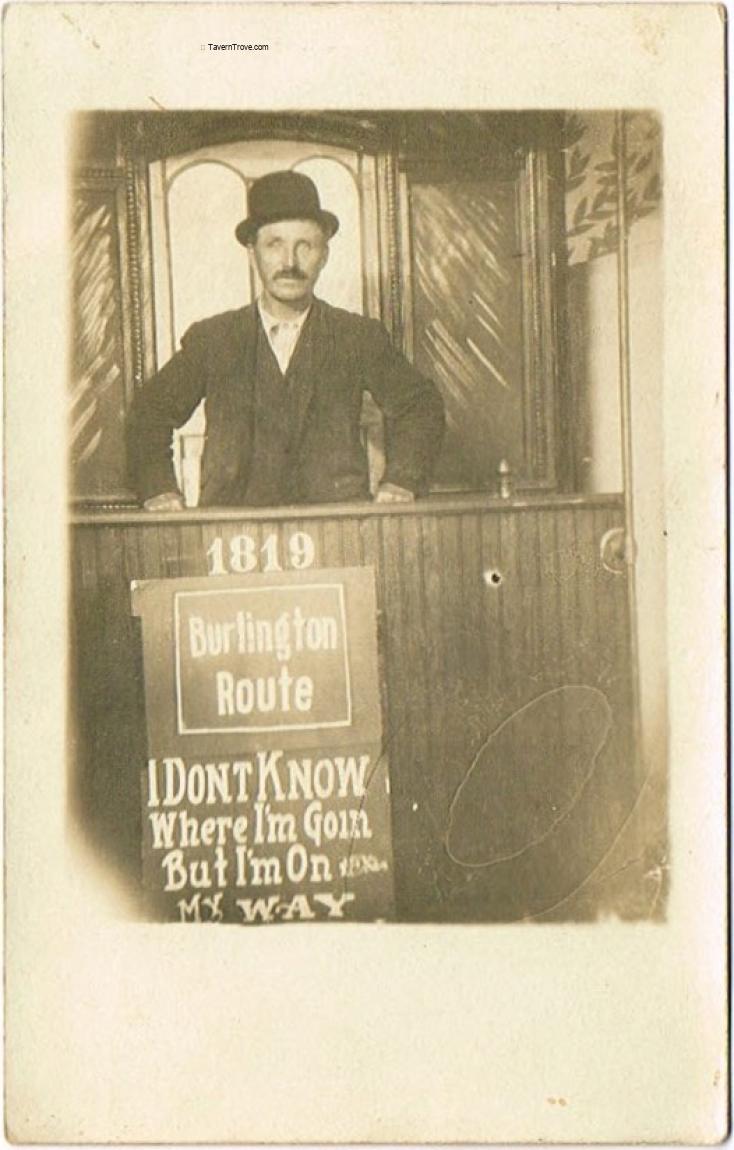 :: TavernTrove.com
1819
Burlington
Route
I DONT KNOW
Where I'm Goin
But I'm On
MY WAY